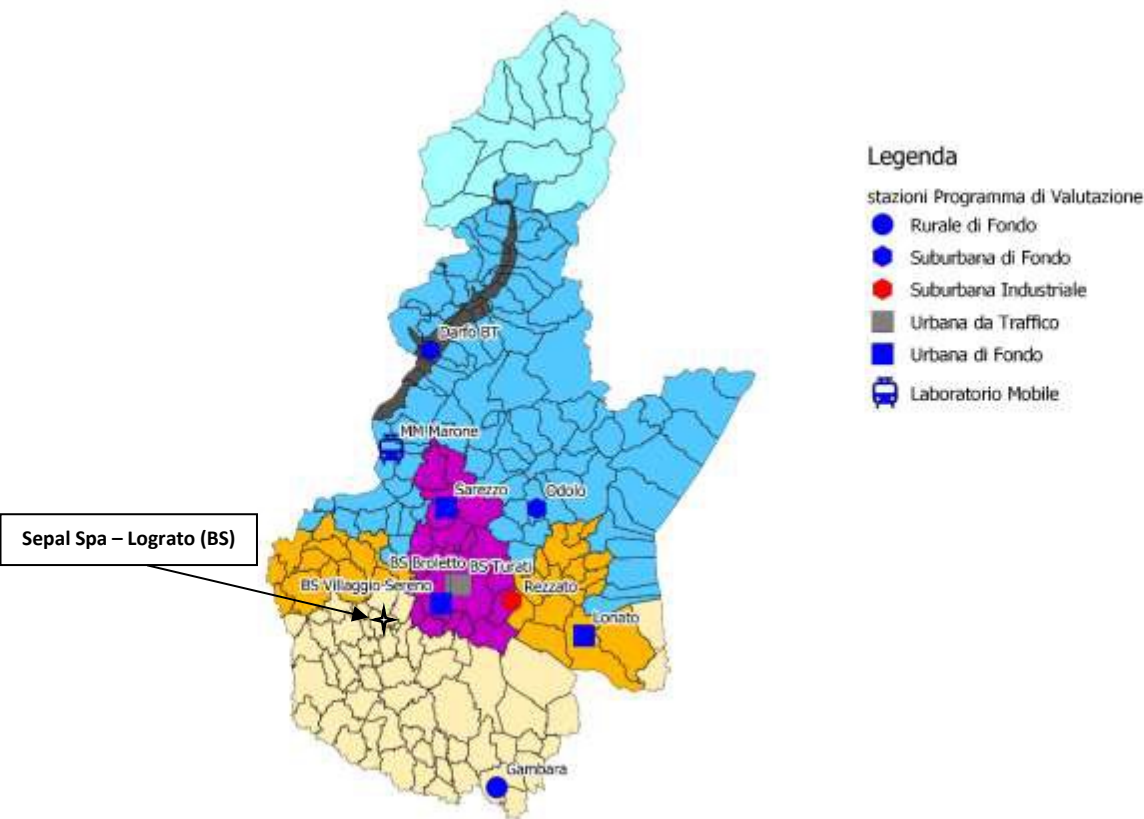 Legenda
stazioni Programma di Valutazione
Rurale di Fondo
Suburbana di Fondo
Suburbana Industriale
Urbana da Traffico
Urbana di Fondo
Laboratorio Mobile
Darfo BT
MM Marone
Sarezzo
Odolo
Sepal Spa – Lograto (BS)
BS Broletto BS Turati
BS Villaggio Sereno
Rezzato
Lonato
Gambara